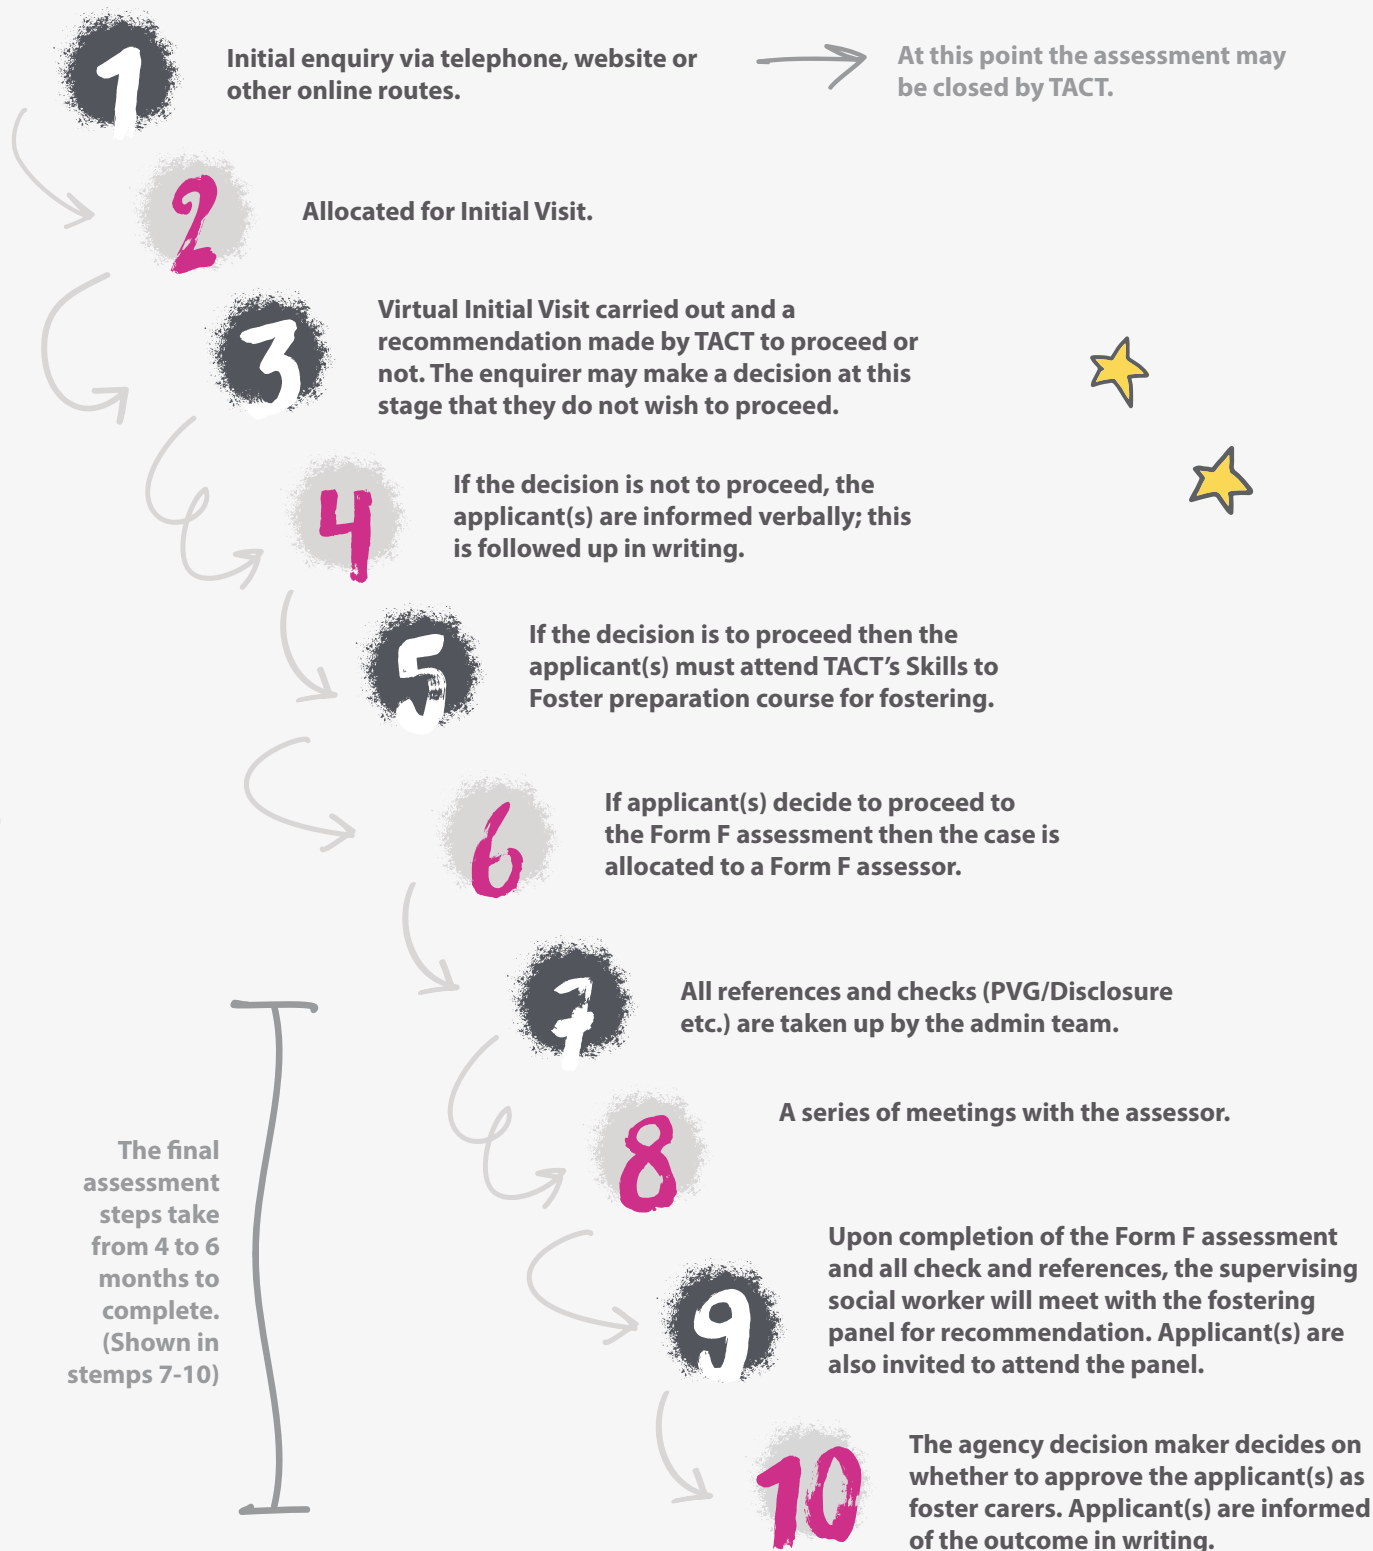 1
Initial enquiry via telephone, website or
other online routes.
At this point the assessment may
be closed by TACT.
2
Allocated for Initial Visit.
3
Virtual Initial Visit carried out and a
recommendation made by TACT to proceed or
not. The enquirer may make a decision at this
stage that they do not wish to proceed.
4
If the decision is not to proceed, the
applicant(s) are informed verbally; this
is followed up in writing.
5
If the decision is to proceed then the
applicant(s) must attend TACT’s Skills to
Foster preparation course for fostering.
6
If applicant(s) decide to proceed to
the Form F assessment then the case is
allocated to a Form F assessor.
7
All references and checks (PVG/Disclosure
etc.) are taken up by the admin team.
8
A series of meetings with the assessor.
The final
assessment
steps take
from 4 to 6
months to
complete.
(Shown in
stemps 7-10)
9
Upon completion of the Form F assessment
and all check and references, the supervising
social worker will meet with the fostering
panel for recommendation. Applicant(s) are
also invited to attend the panel.
10
The agency decision maker decides on
whether to approve the applicant(s) as
foster carers. Applicant(s) are informed
of the outcome in writing.